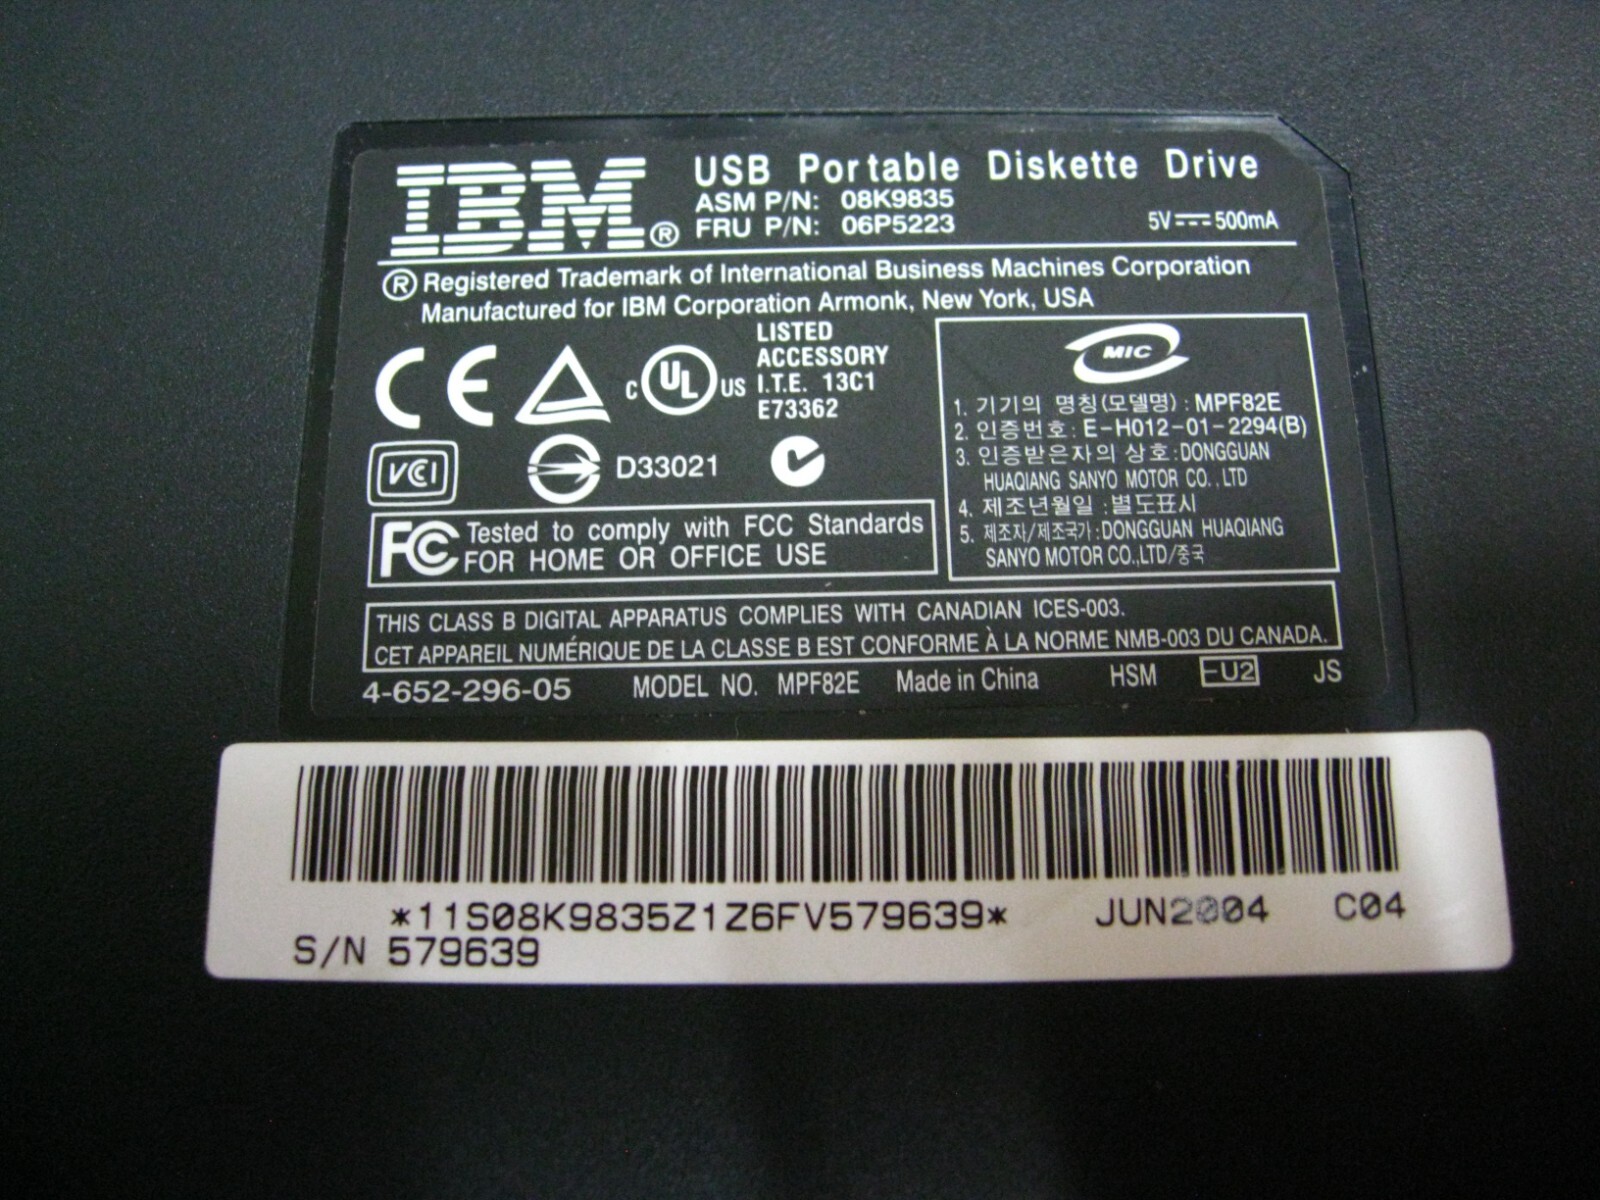 IBM® USB Portable Diskette Drive
ASM P/N: 08K9835
FRU P/N: 06P5223 5V⎓500mA
® Registered Trademark of International Business Machines Corporation
Manufactured for IBM Corporation Armonk, New York, USA
CE C UL US
LISTED
ACCESSORY
I.T.E. 13C1
E73362
VCI D33021
FC Tested to comply with FCC Standards
FOR HOME OR OFFICE USE
MIC
1. 기기의 명칭(모델명) : MPF82E
2. 인증번호: E-H012-01-2294(B)
3. 인증받은자의 상호:DONGGUAN
HUAQIANG SANYO MOTOR CO.,LTD
4. 제조년월일 :별도표시
5. 제조자/제조국가:DONGGUAN HUAQIANG
SANYO MOTOR CO.,LTD/중국
THIS CLASS B DIGITAL APPARATUS COMPLIES WITH CANADIAN ICES-003.
CET APPAREIL NUMÉRIQUE DE LA CLASSE B EST CONFORME À LA NORME NMB-003 DU CANADA.
4-652-296-05 MODEL NO. MPF82E Made in China HSM -U2 JS
*11S08K9835Z1Z6FV579639* JUN2004 C04
S/N 579639